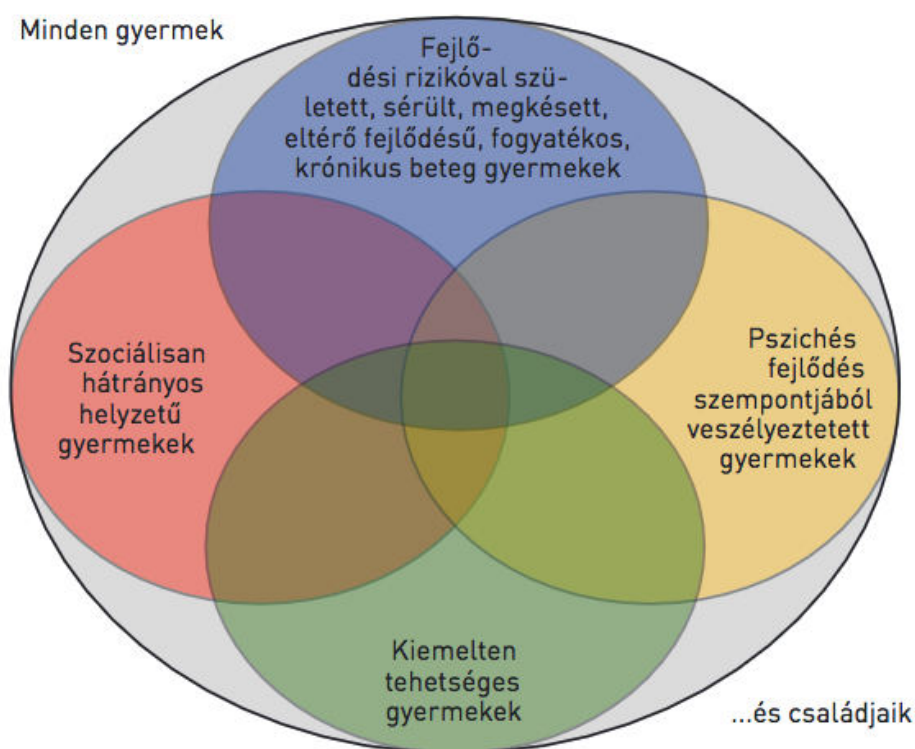 Minden gyermek
Fejlő-
dési rizikóval szü-
letett, sérült, megkésett,
eltérő fejlődésű, fogyatékos,
krónikus beteg gyermekek
Szociálisan
hátrányos
helyzetű
gyermekek
Pszichés
fejlődés
szempontjából
veszélyeztetett
gyermekek
Kiemelten
tehetséges
gyermekek
...és családjaik